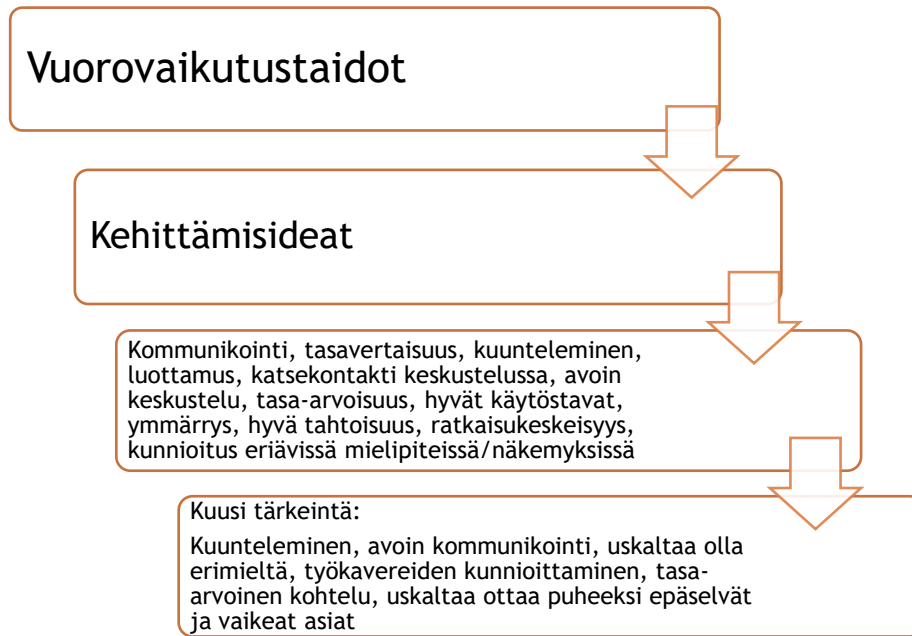 Vuorovaikutustaidot
Kehittämisideat
Kommunikointi, tasavertaisuus, kuunteleminen,
luottamus, katsekontakti keskustelussa, avoin
keskustelu, tasa-arvoisuus, hyvät käytöstavat,
ymmärrys, hyvä tahtoisuus, ratkaisukeskeisyys,
kunnioitus eriävissä mielipiteissä/näkemyksissä
Kuusi tärkeintä:
Kuunteleminen, avoin kommunikointi, uskaltaa olla
erimieltä, työkavereiden kunnioittaminen, tasa-
arvoinen kohtelu, uskaltaa ottaa puheeksi epäselvät
ja vaikeat asiat